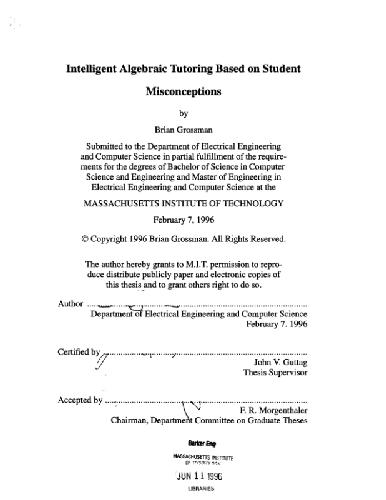 Intelligent Algebraic Tutoring Based on Student
Misconceptions
by
Brian Grossman
Submitted to the Department of Electrical Engineering
and Computer Science in partial fulfillment of the require-
ments for the degrees of Bachelor of Science in Computer
Science and Engineering and Master of Engineering in
Electrical Engineering and Computer Science at the
MASSACHUSETTS INSTITUTE OF TECHNOLOGY
February 7, 1996
© Copyright 1996 Brian Grossman. All Rights Reserved.
The author hereby grants to M.I.T. permission to repro-
duce distribute publicly paper and electronic copies of
this thesis and to grant others right to do so.
Author
Department of Electrical Engineering and Computer Science
February 7, 1996
Certified by
John V. Guttag
Thesis Supervisor
Accepted by
F. R. Morgenthaler
Chairman, Department Committee on Graduate Theses
Barker Eng
MASSACHUSETTS INSTITUTE
JUN 11 1996
LIBRARIES